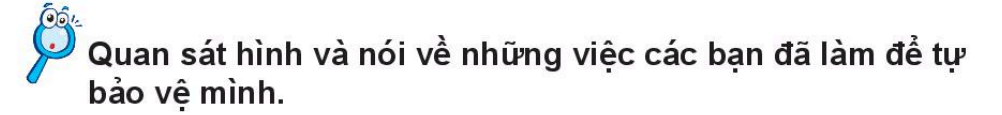 Quan sát hình và nói về những việc các bạn đã làm để tự
bảo vệ mình.